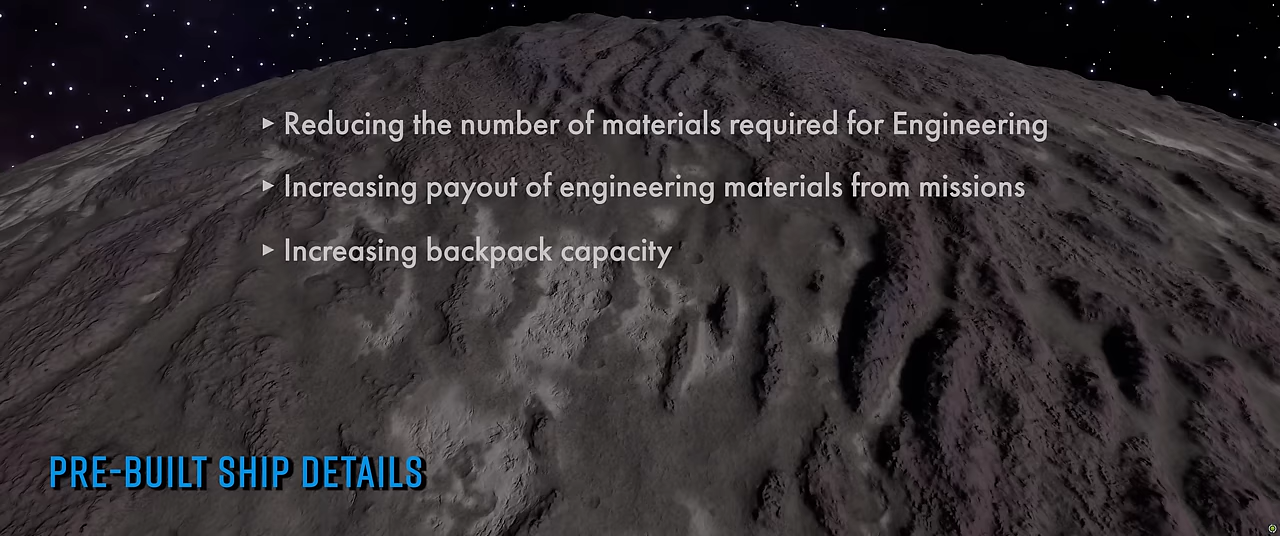 ▸ Reducing the number of materials required for Engineering
▸ Increasing payout of engineering materials from missions
▸ Increasing backpack capacity
PRE-BUILT SHIP DETAILS